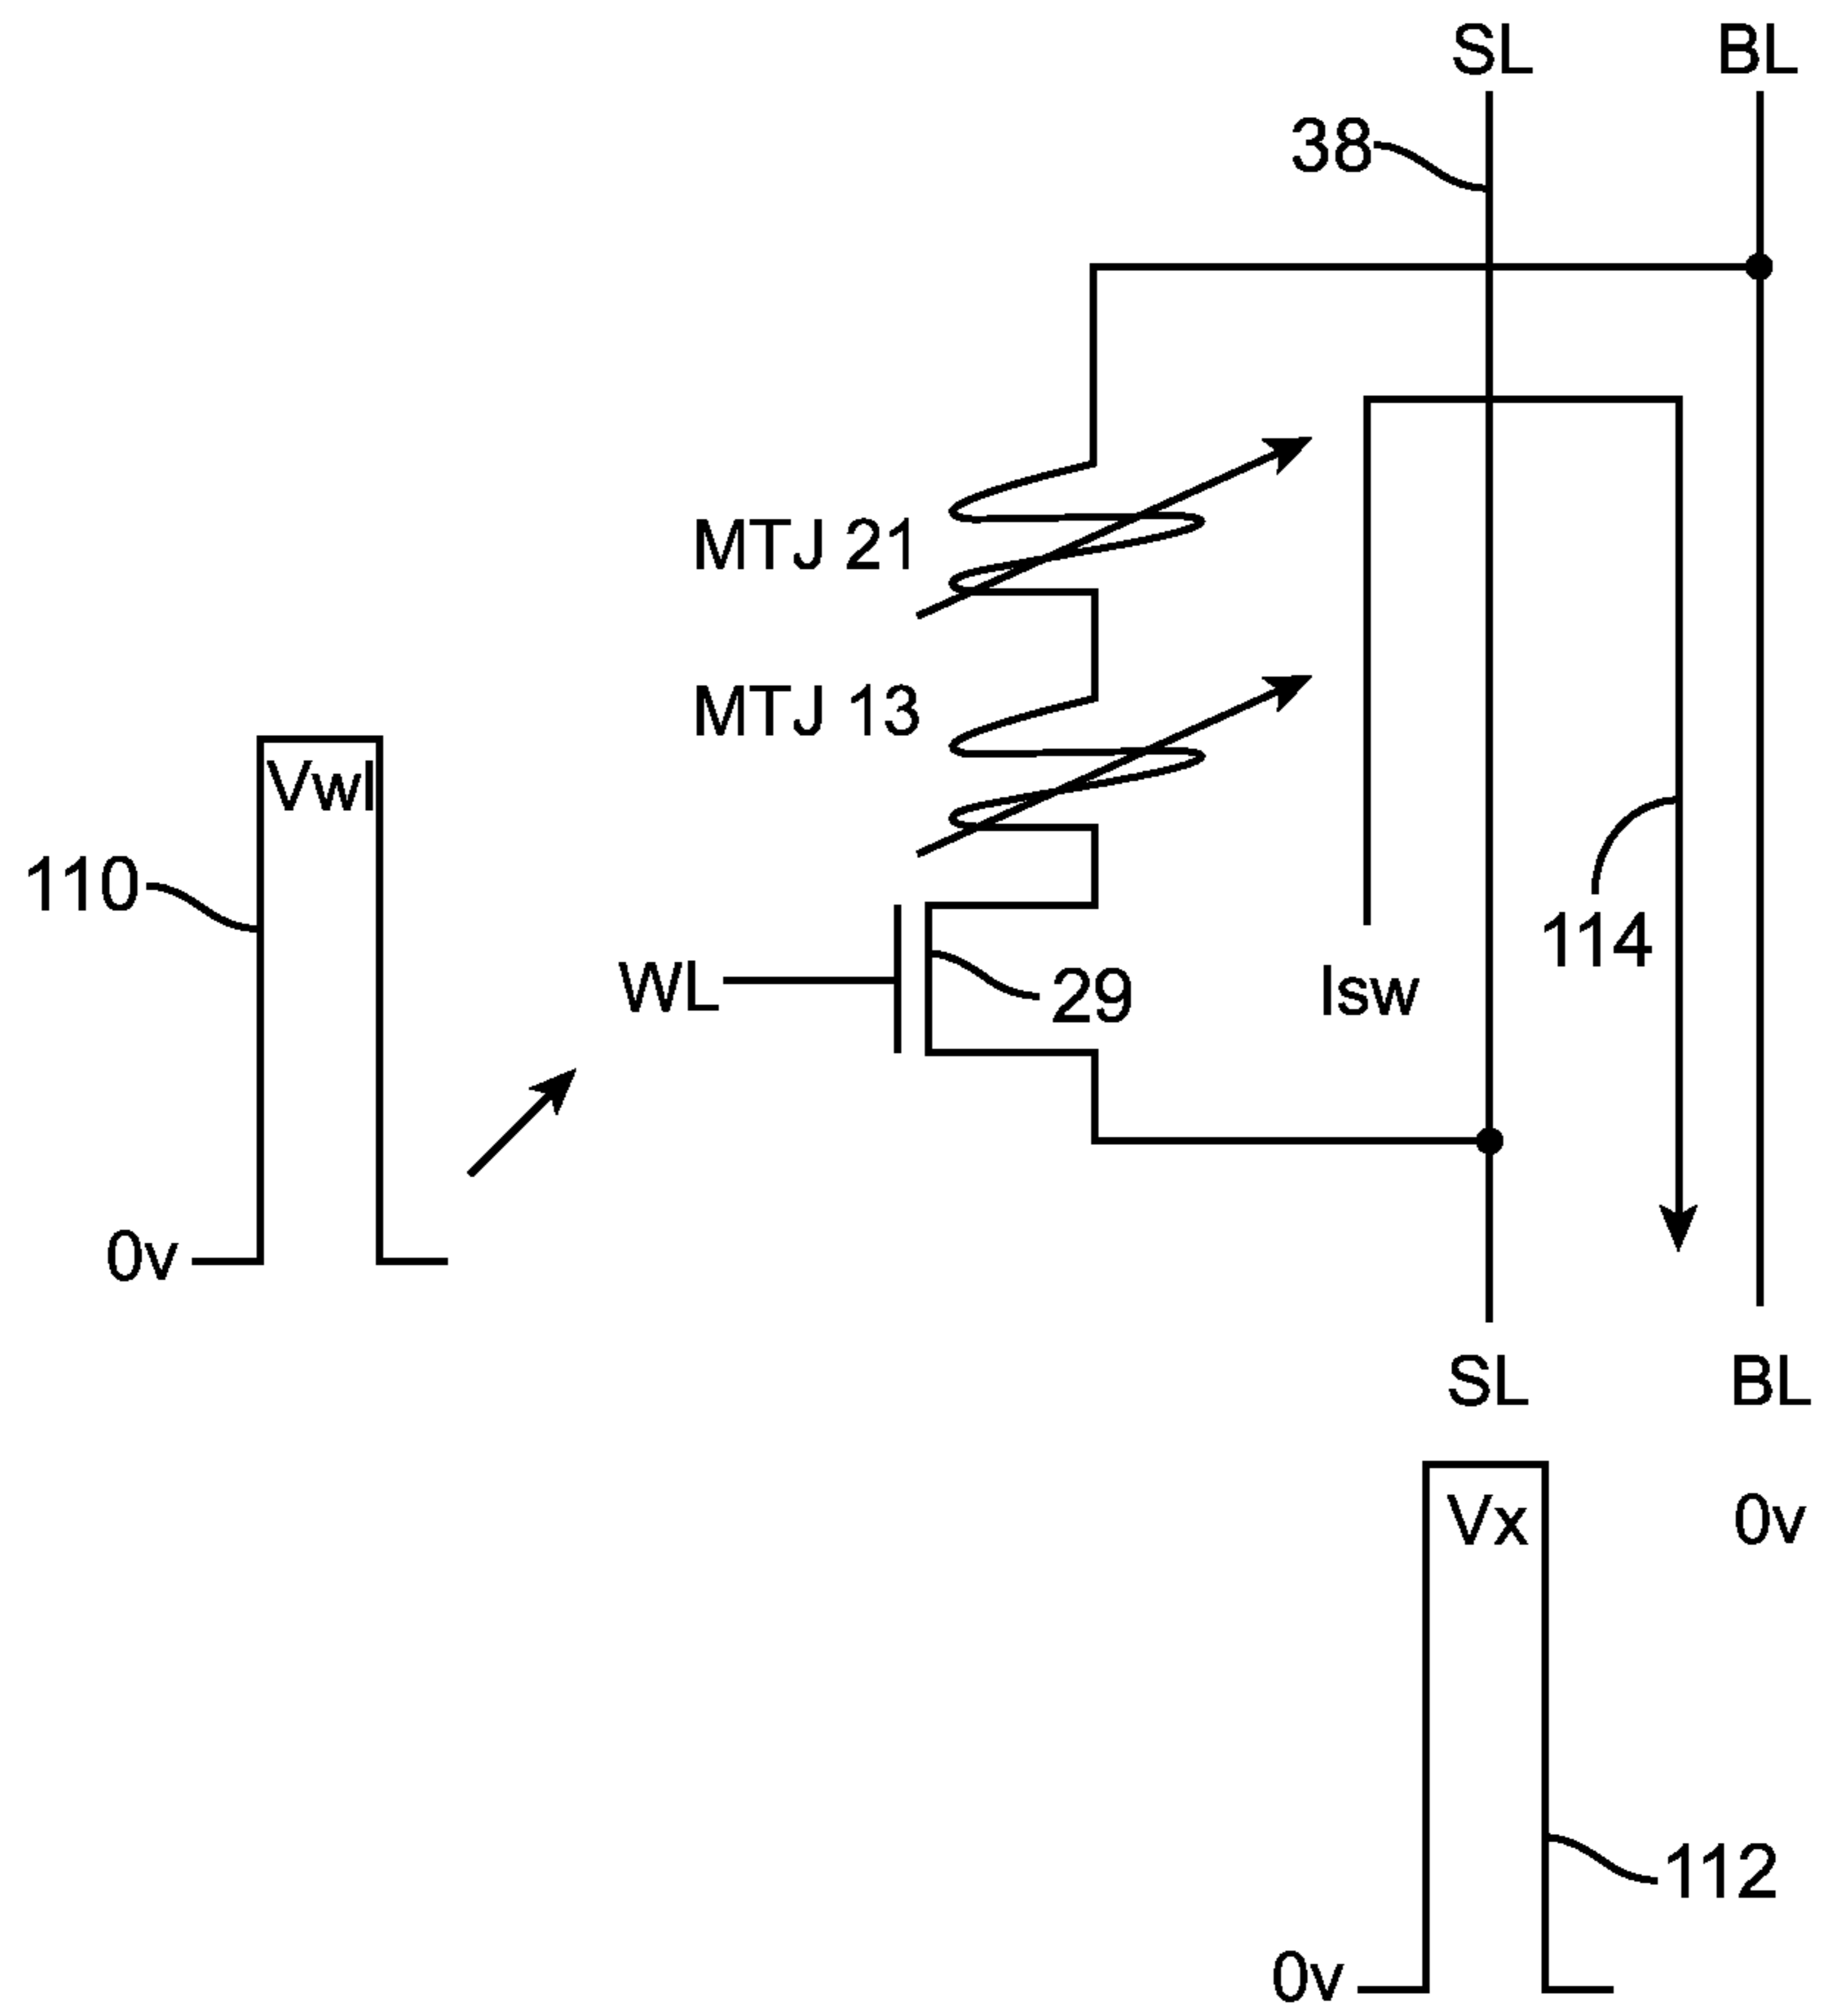 SL
BL
38
MTJ 21
MTJ 13
Vwl
110
114
WL
29
Isw
0v
SL
BL
Vx
0v
112
0v